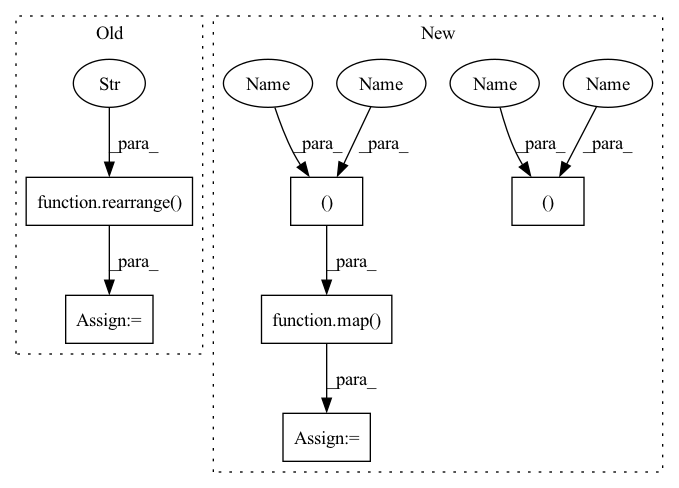 Old New
Str Name Name Name Name
_para_ _para_ _para_ _para_ _para_
function.rearrange() () ()
_para_ _para_
Assign:= function.map()
_para_
Assign:=